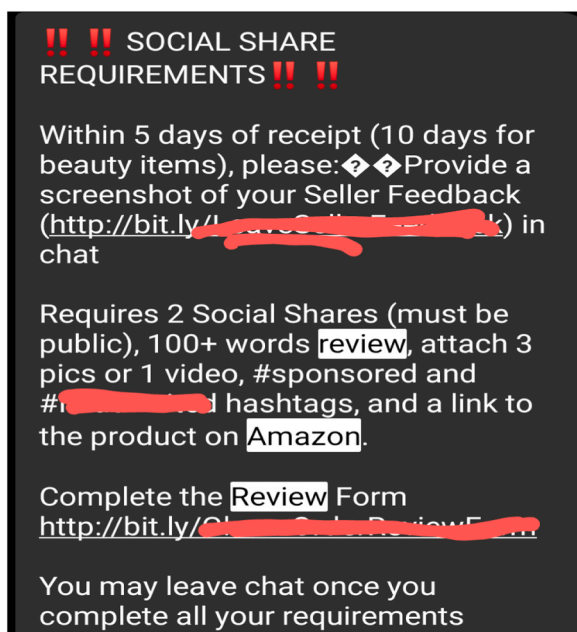 ‼️ ‼️ SOCIAL SHARE
REQUIREMENTS‼️ ‼️
Within 5 days of receipt (10 days for
beauty items), please:��Provide a
screenshot of your Seller Feedback
(http://bit.ly/ ) in
chat
Requires 2 Social Shares (must be
public), 100+ words review, attach 3
pics or 1 video, #sponsored and
# hashtags, and a link to
the product on Amazon.
Complete the Review Form
http://bit.ly/
You may leave chat once you
complete all your requirements